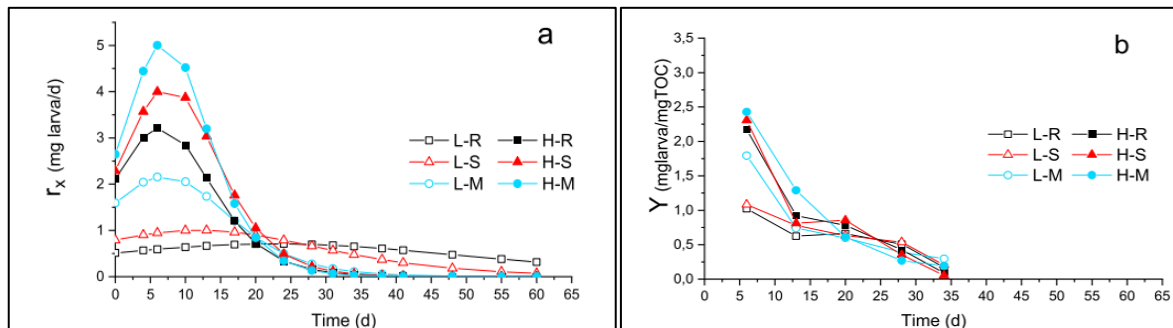 a
r_x (mg larva/d)
5
4
3
2
1
0
L-R H-R
L-S H-S
L-M H-M
0 5 10 15 20 25 30 35 40 45 50 55 60 65
Time (d)
b
Y (mglarva/mgTOC)
3,5
3,0
2,5
2,0
1,5
1,0
0,5
0,0
L-R H-R
L-S H-S
L-M H-M
0 5 10 15 20 25 30 35 40 45 50 55 60 65
Time (d)